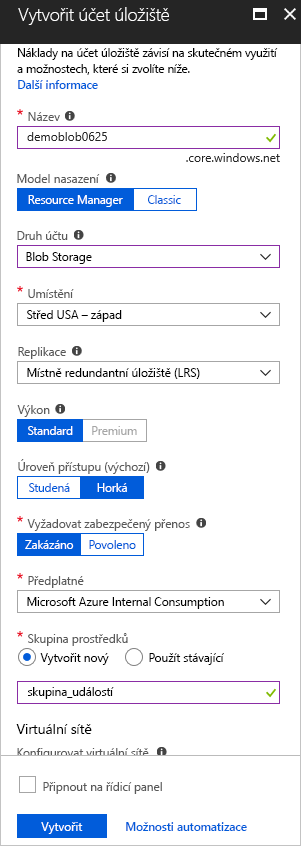 Vytvořit účet úložiště
Náklady na účet úložiště závisí na skutečném využití
a možnostech, které si zvolíte níže.
Další informace
* Název
demoblob0625
.core.windows.net
Model nasazení
Resource Manager Classic
Druh účtu
Blob Storage
* Umístění
Střed USA – západ
Replikace
Místně redundantní úložiště (LRS)
Výkon
Standard Premium
Úroveň přístupu (výchozí)
Studená Horká
* Vyžadovat zabezpečený přenos
Zakázáno Povoleno
* Předplatné
Microsoft Azure Internal Consumption
* Skupina prostředků
Vytvořit nový Použít stávající
skupina_událostí
Virtuální sítě
Konfigurovat virtuální sítě
Připnout na řídicí panel
Vytvořit Možnosti automatizace